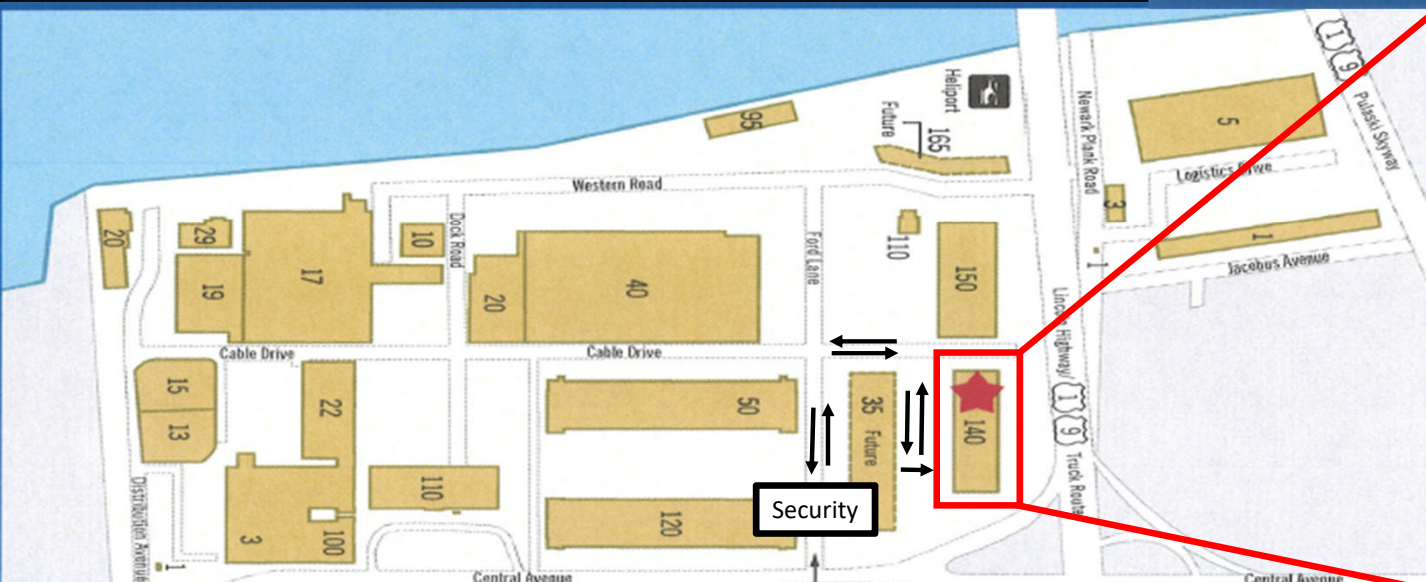 1
9
Pulaski Skyway
Heliport
Newark Plank Road
5
95
Future
165
Logistics Drive
Western Road
3
20
29
10
Dock Road
110
1
1
Jacobus Avenue
17
19
20
40
Ford Lane
150
Lincoln Highway/
1
9
Truck Route
Cable Drive
Cable Drive
15
13
22
50
35 Future
140
110
Security
Distribution Avenue
120
3
100
1
Central Avenue
Central Avenue